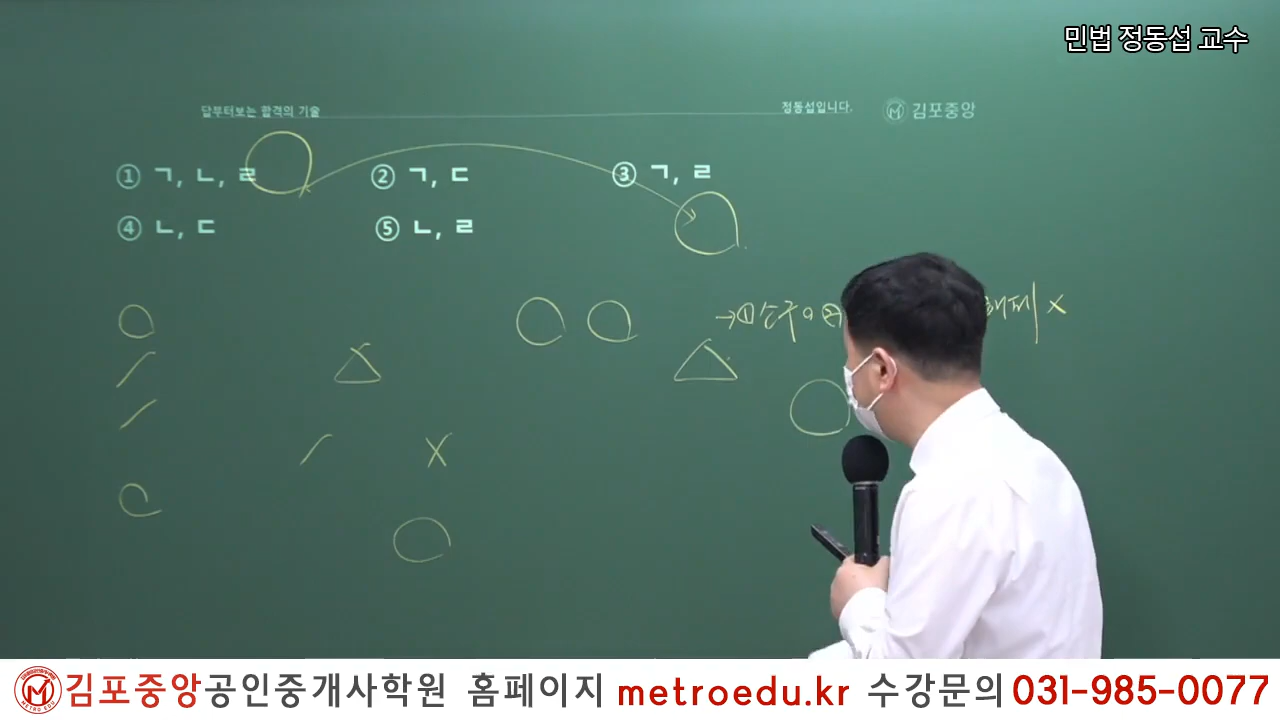 민법 정동섭 교수
답부터보는 합격의 기술
정동섭입니다.
김포중앙
① ㄱ, ㄴ, ㄹ
② ㄱ, ㄷ
③ ㄱ, ㄹ
④ ㄴ, ㄷ
⑤ ㄴ, ㄹ
→ ①
해제 ×
김포중앙공인중개사학원 홈페이지 metroedu.kr 수강문의 031-985-0077